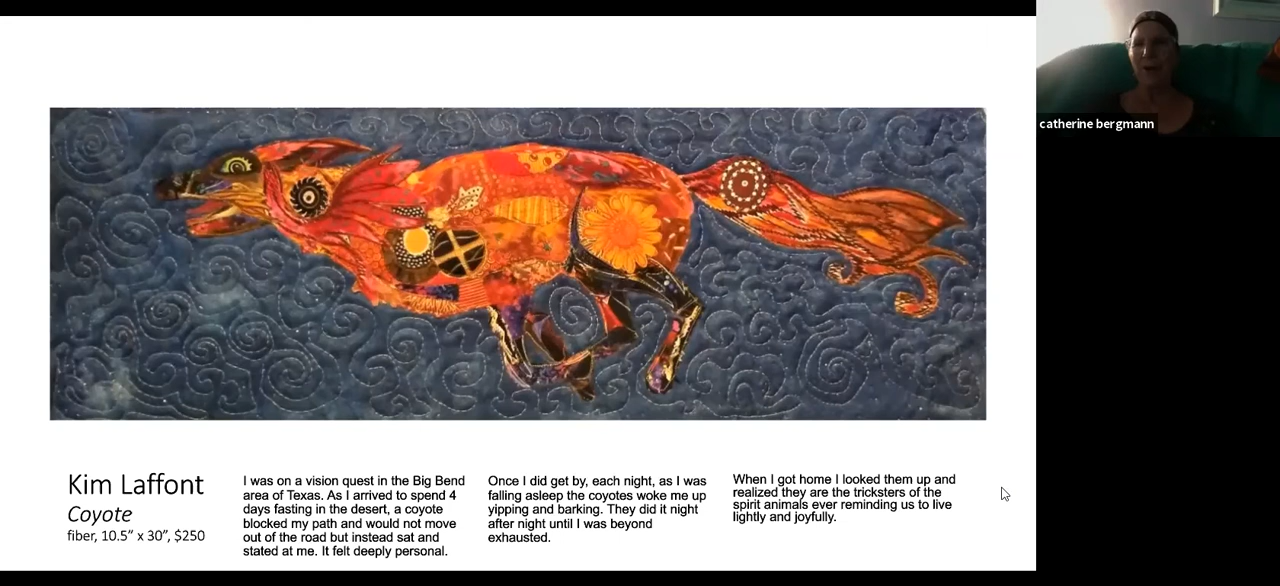 catherine bergmann
Kim Laffont
Coyote
fiber, 10.5” x 30”, $250
I was on a vision quest in the Big Bend
area of Texas. As I arrived to spend 4
days fasting in the desert, a coyote
blocked my path and would not move
out of the road but instead sat and
stated at me. It felt deeply personal.
Once I did get by, each night, as I was
falling asleep the coyotes woke me up
yipping and barking. They did it night
after night until I was beyond
exhausted.
When I got home I looked them up and
realized they are the tricksters of the
spirit animals ever reminding us to live
lightly and joyfully.